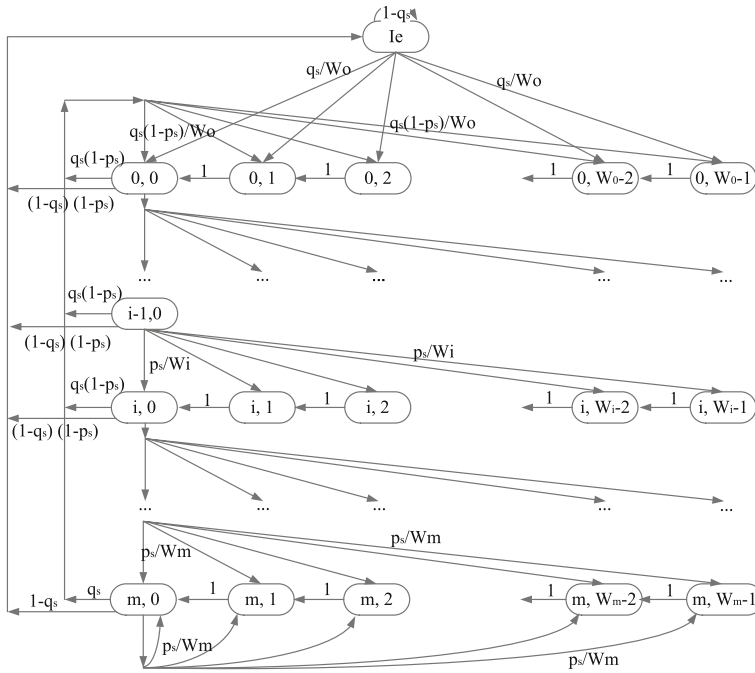 1-qₛ
Ie
qₛ/Wo qₛ/Wo
qₛ(1-pₛ)/Wo qₛ(1-pₛ)/Wo
qₛ(1-pₛ)
0, 0 1 0, 1 1 0, 2 1 0, W₀-2 1 0, W₀-1
(1-qₛ) (1-pₛ)
... ... ... ... ...
qₛ(1-pₛ)
i-1,0
(1-qₛ) (1-pₛ)
pₛ/Wi pₛ/Wi
qₛ(1-pₛ)
i, 0 1 i, 1 1 i, 2 1 i, Wᵢ-2 1 i, Wᵢ-1
(1-qₛ) (1-pₛ)
... ... ... ... ...
pₛ/Wm pₛ/Wm
qₛ
m, 0 1 m, 1 1 m, 2 1 m, Wₘ-2 1 m, Wₘ-1
1-qₛ
pₛ/Wm pₛ/Wm